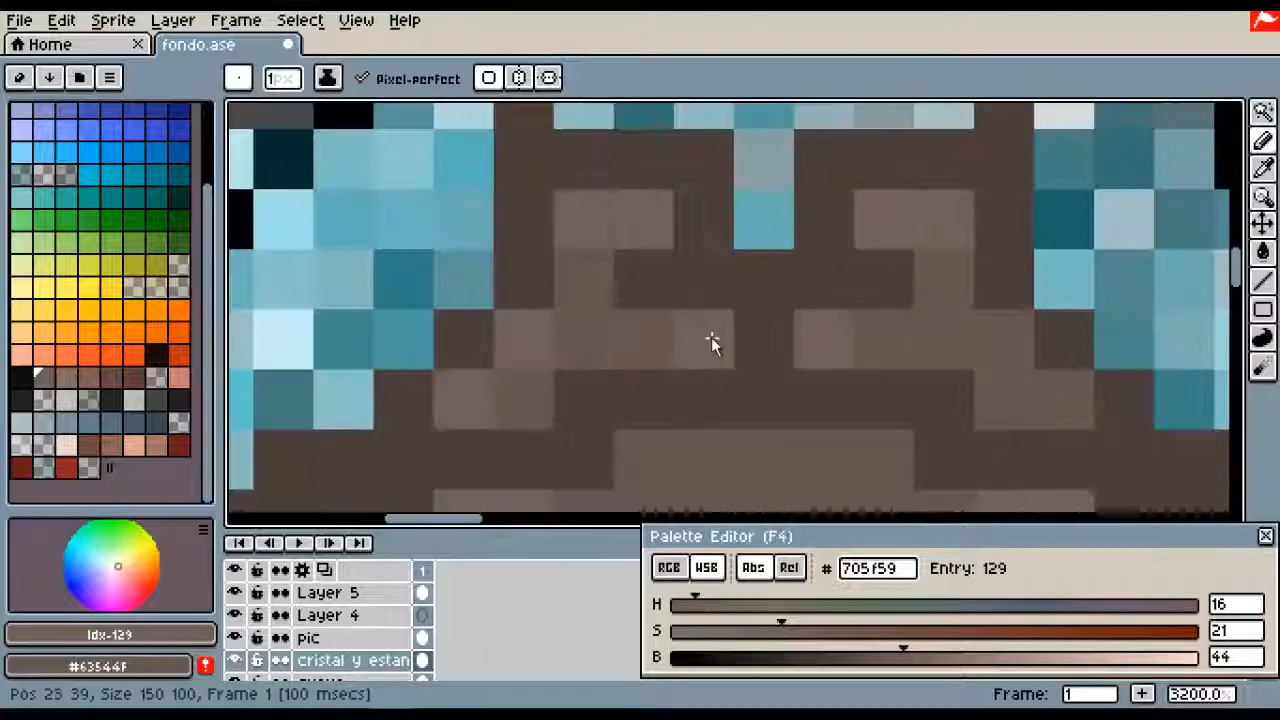 File Edit Sprite Layer Frame Select View Help
Home fondo.ase
1px Pixel-perfect
Palette Editor (F4)
RGB HSB Abs Rel # 705f59 Entry: 129
1
Layer 5
H 16
Layer 4
S 21
Idx-129
pic
B 44
#63544F
cristal y estan
Pos 23 39, Size 150 100, Frame 1 [100 msecs] Frame: 1 + 3200.0